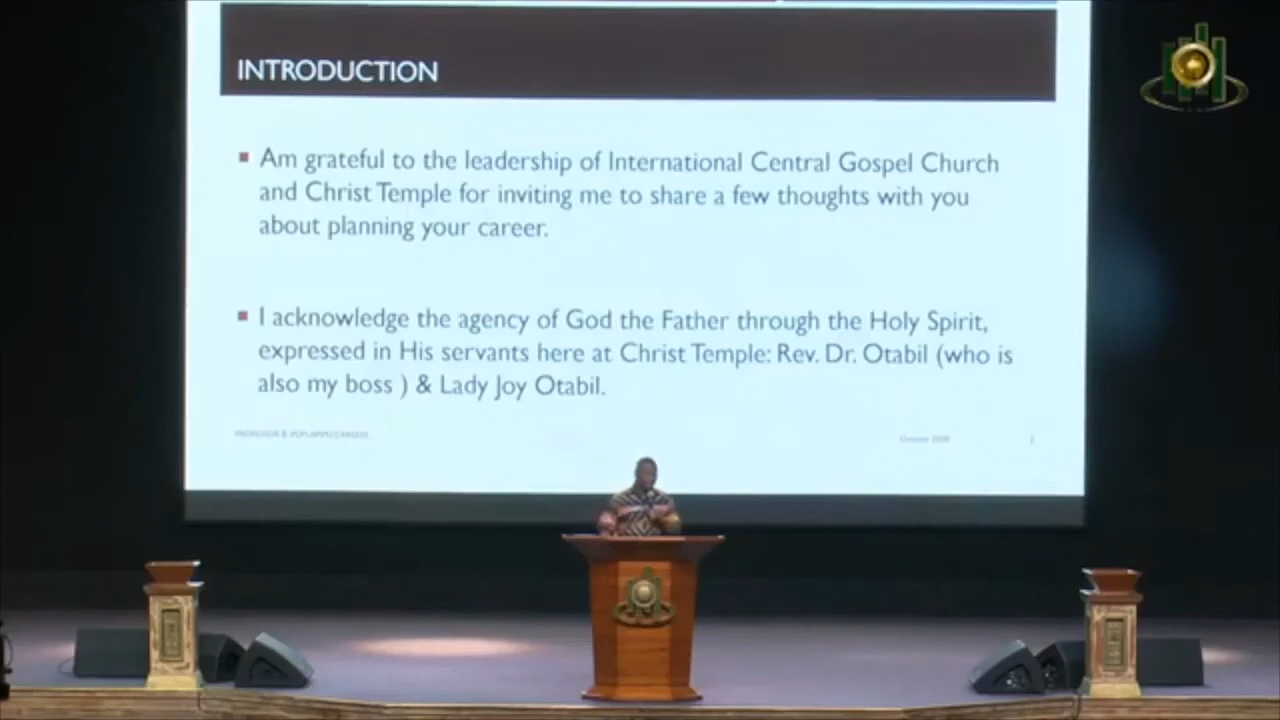 INTRODUCTION
Am grateful to the leadership of International Central Gospel Church
and Christ Temple for inviting me to share a few thoughts with you
about planning your career.
I acknowledge the agency of God the Father through the Holy Spirit,
expressed in His servants here at Christ Temple: Rev. Dr. Otabil (who is
also my boss ) & Lady Joy Otabil.